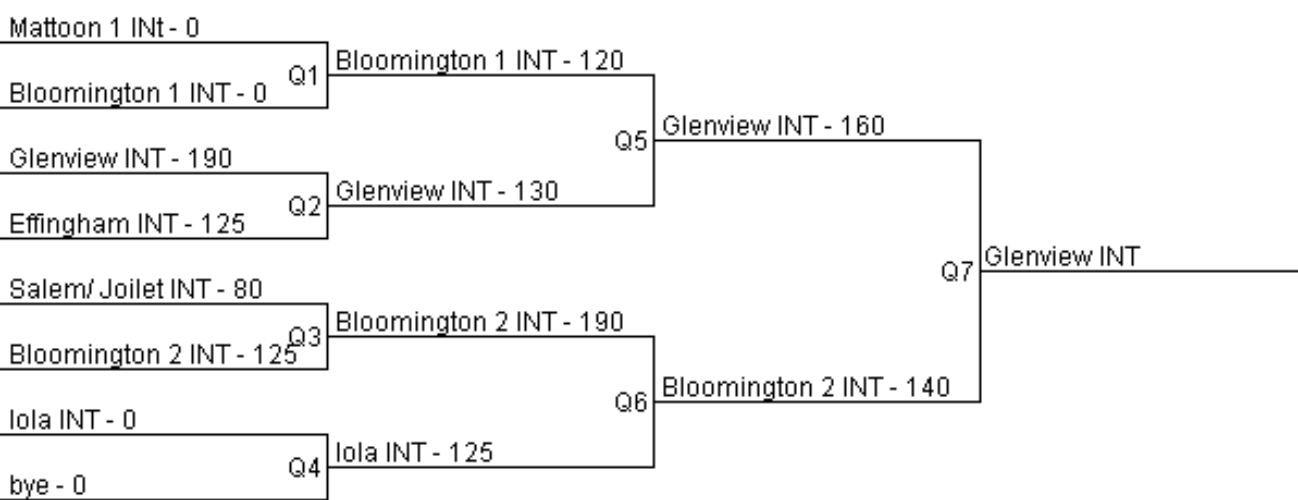 Mattoon 1 INt - 0
Q1
Bloomington 1 INT - 120
Bloomington 1 INT - 0
Q5
Glenview INT - 160
Glenview INT - 190
Q2
Glenview INT - 130
Effingham INT - 125
Q7
Glenview INT
Salem/ Joilet INT - 80
Q3
Bloomington 2 INT - 190
Bloomington 2 INT - 125
Q6
Bloomington 2 INT - 140
Iola INT - 0
Q4
Iola INT - 125
bye - 0